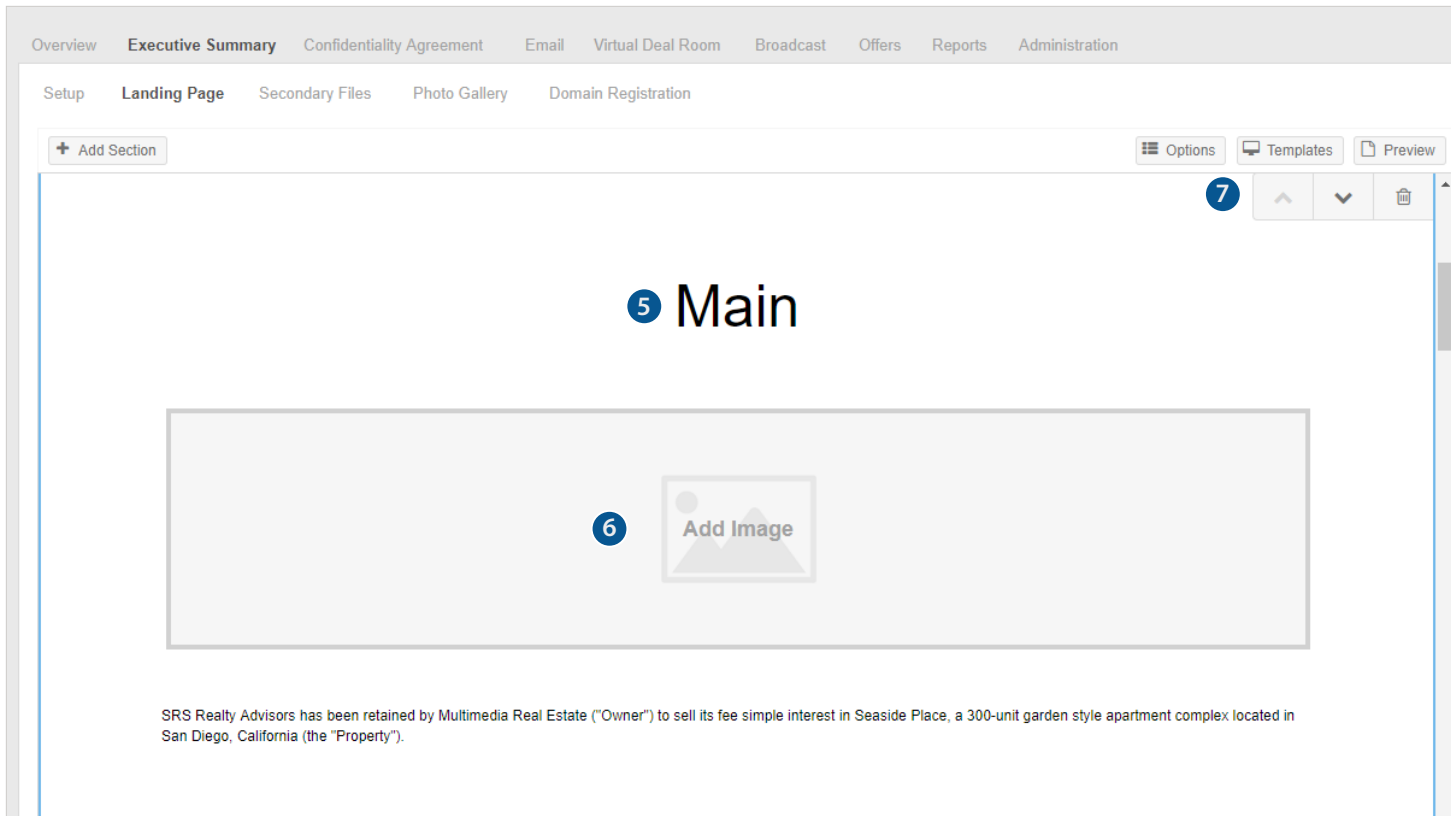 Overview Executive Summary Confidentiality Agreement Email Virtual Deal Room Broadcast Offers Reports Administration
Setup Landing Page Secondary Files Photo Gallery Domain Registration
+ Add Section Options Templates Preview
7
5 Main
6 Add Image
SRS Realty Advisors has been retained by Multimedia Real Estate ("Owner") to sell its fee simple interest in Seaside Place, a 300-unit garden style apartment complex located in
San Diego, California (the "Property").